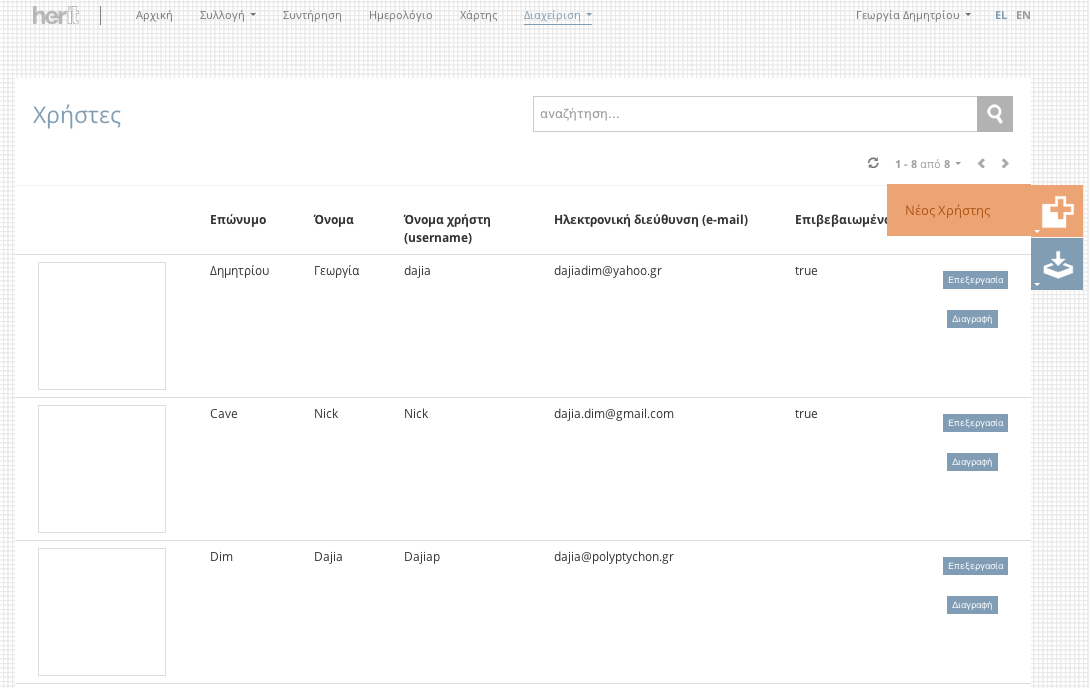 herit Αρχική Συλλογή Συντήρηση Ημερολόγιο Χάρτης Διαχείριση Γεωργία Δημητρίου EL EN
Χρήστες
αναζήτηση...
1 - 8 από 8
Νέος Χρήστης
Επώνυμο Όνομα Όνομα χρήστη (username) Ηλεκτρονική διεύθυνση (e-mail) Επιβεβαιωμένο
Δημητρίου Γεωργία dajia dajiadim@yahoo.gr true
Επεξεργασία
Διαγραφή
Cave Nick Nick dajia.dim@gmail.com true
Επεξεργασία
Διαγραφή
Dim Dajia Dajiap dajia@polyptychon.gr
Επεξεργασία
Διαγραφή